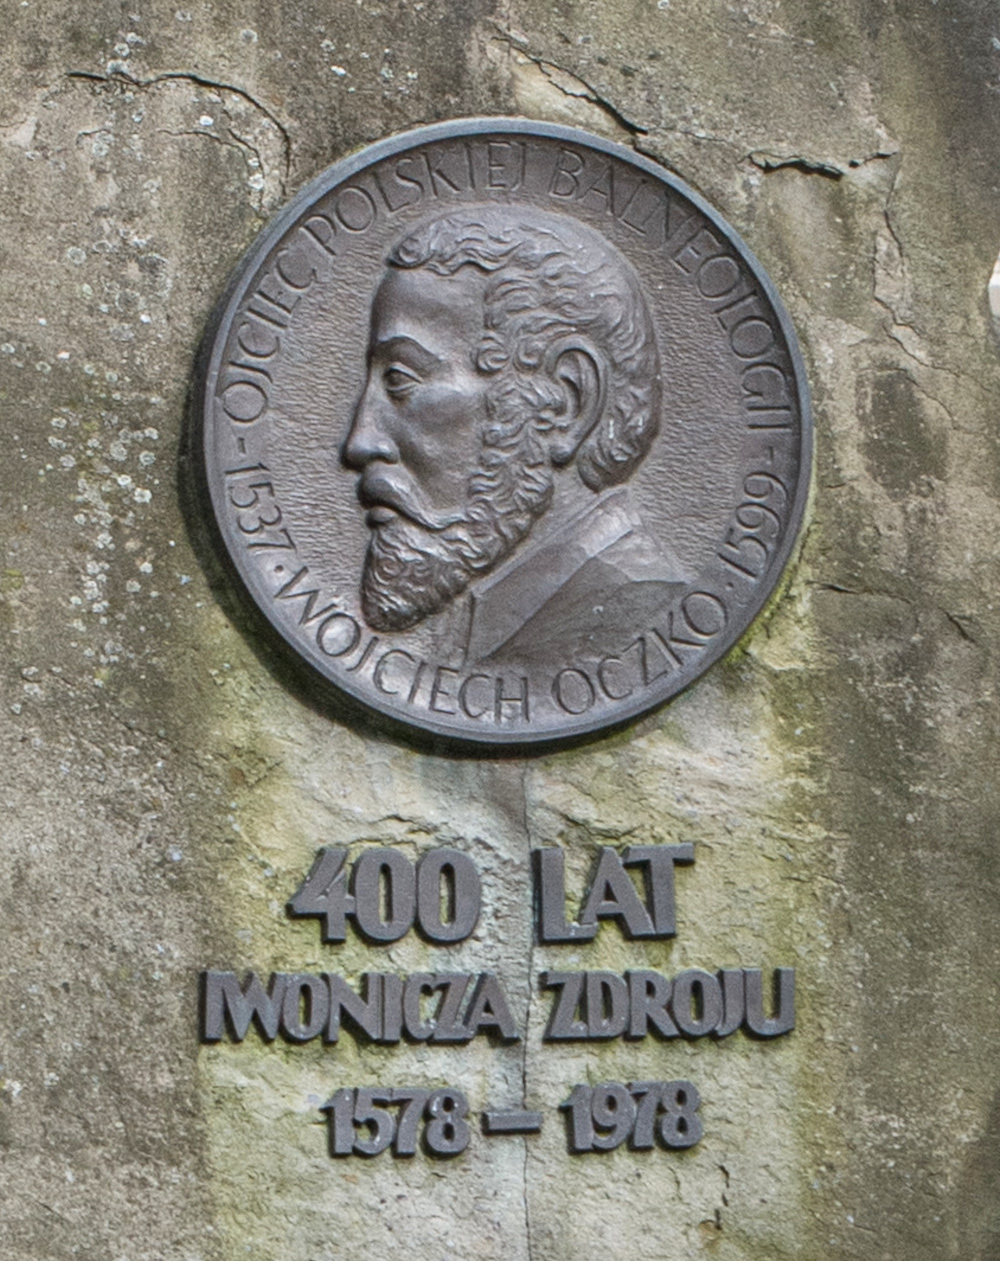 OJCIEC POLSKIEJ BALNEOLOGII
1537·WOJCIECH OCZKO·1599
400 LAT
IWONICZA ZDROJU
1578-1978